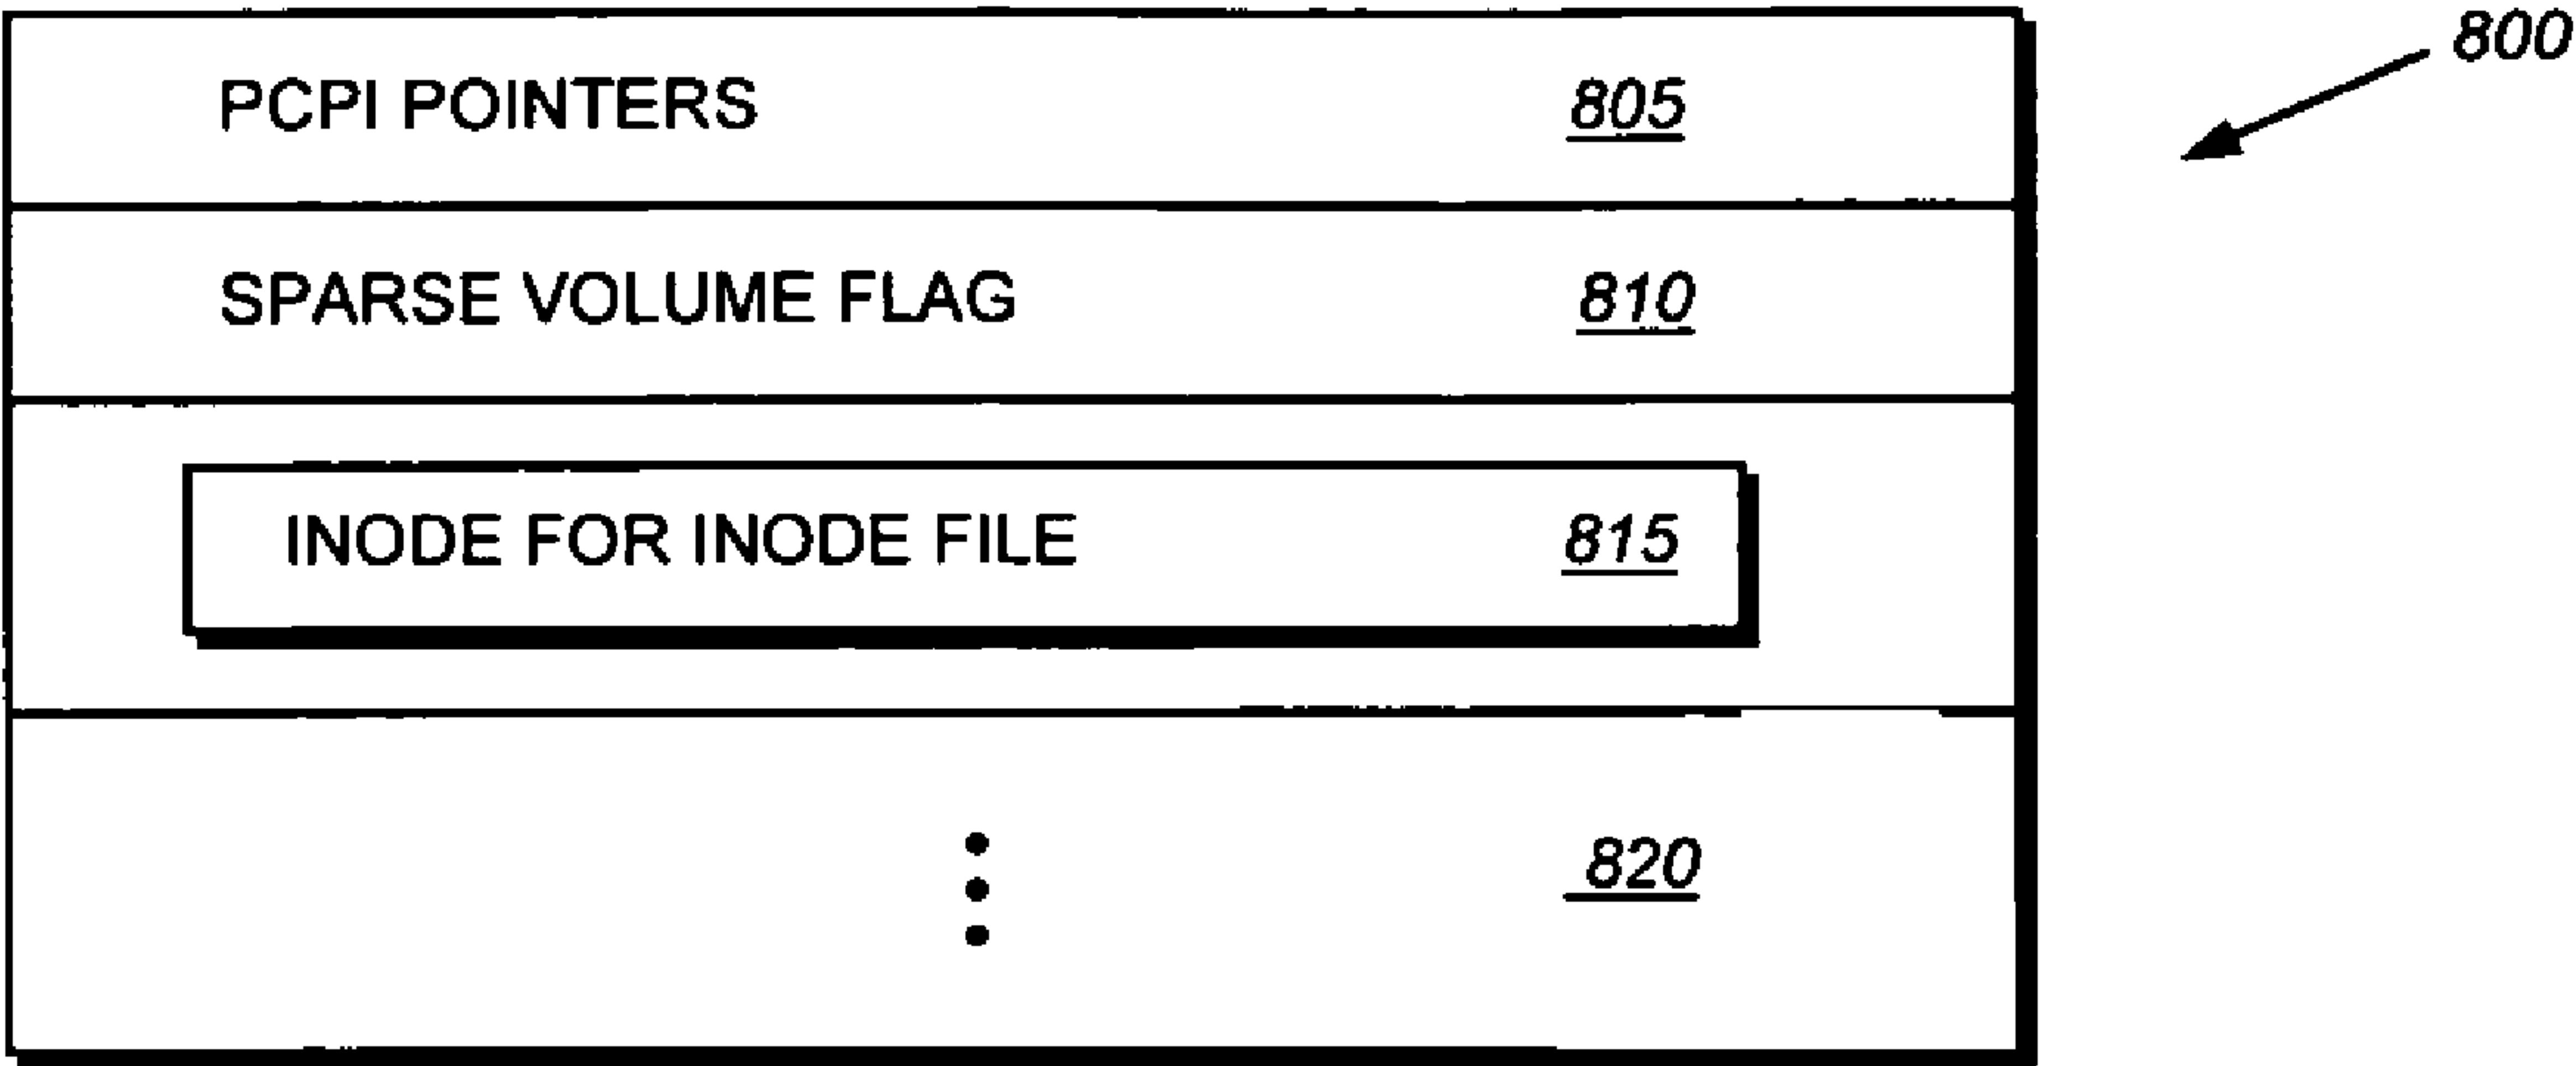 800
PCPI POINTERS 805
SPARSE VOLUME FLAG 810
INODE FOR INODE FILE 815
820